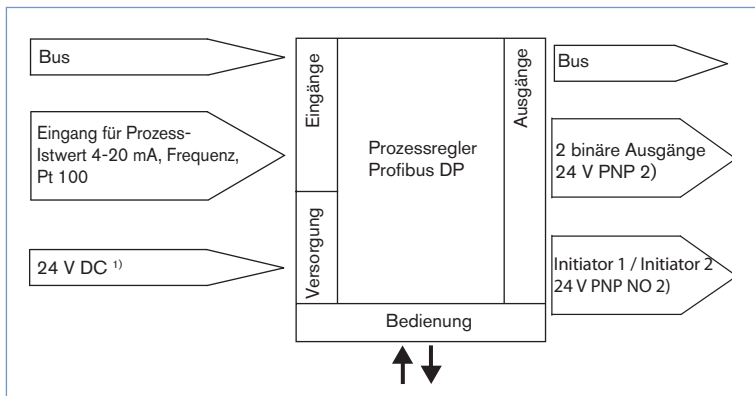 Bus
Eingang für Prozess-
Istwert 4-20 mA, Frequenz,
Pt 100
24 V DC 1)
Eingänge
Versorgung
Prozessregler
Profibus DP
Ausgänge
Bedienung
Bus
2 binäre Ausgänge
24 V PNP 2)
Initiator 1 / Initiator 2
24 V PNP NO 2)